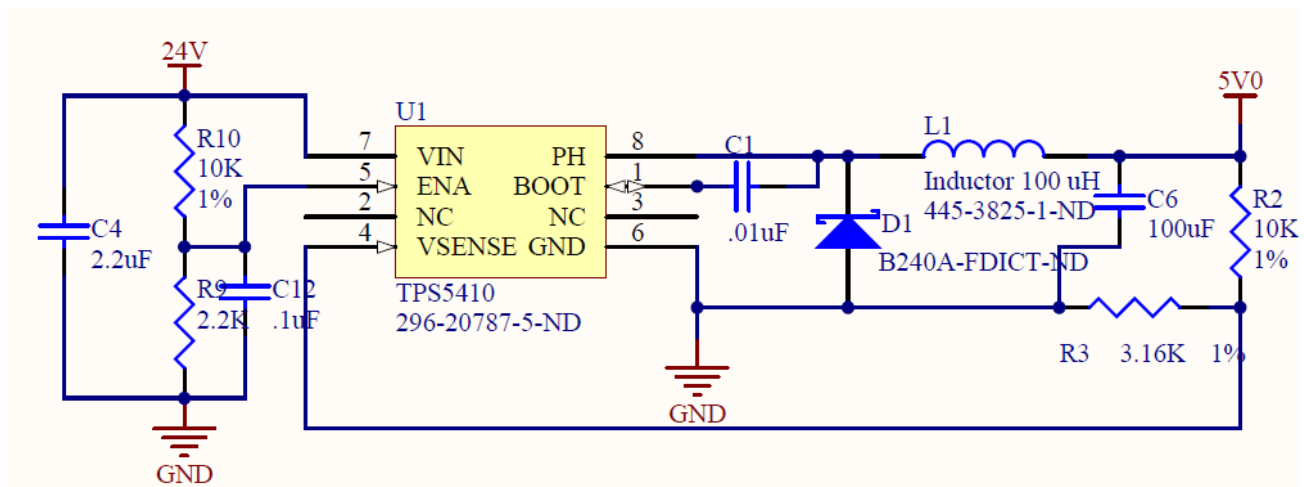 24V
5V0
U1
R10
10K
1%
7
VIN
PH
8
C1
L1
5
ENA
BOOT
1
Inductor 100 uH
445-3825-1-ND
2
NC
NC
3
C6
100uF
R2
10K
1%
C4
2.2uF
4
VSENSE
GND
6
.01uF
D1
B240A-FDICT-ND
R9
2.2K
C12
.1uF
TPS5410
296-20787-5-ND
R3
3.16K
1%
GND
GND